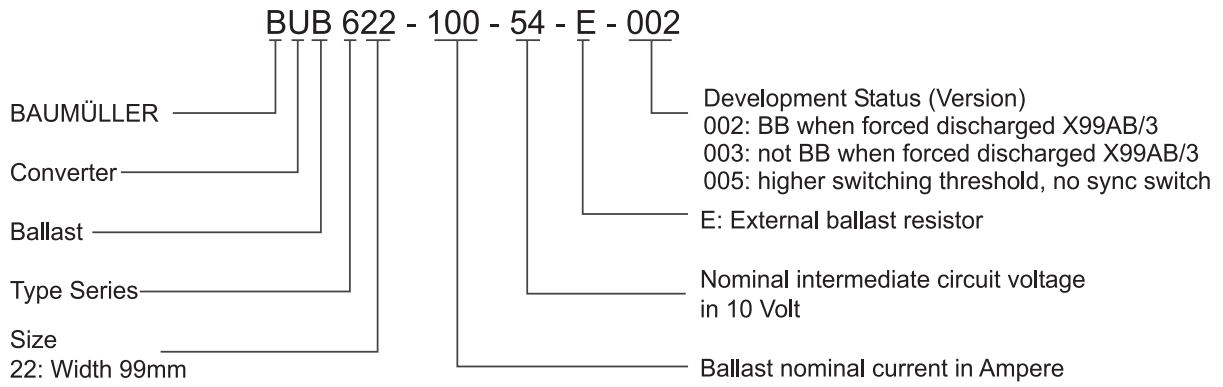 BUB 622 - 100 - 54 - E - 002
BAUMÜLLER
Converter
Ballast
Type Series
Size
22: Width 99mm
Development Status (Version)
002: BB when forced discharged X99AB/3
003: not BB when forced discharged X99AB/3
005: higher switching threshold, no sync switch
E: External ballast resistor
Nominal intermediate circuit voltage
in 10 Volt
Ballast nominal current in Ampere